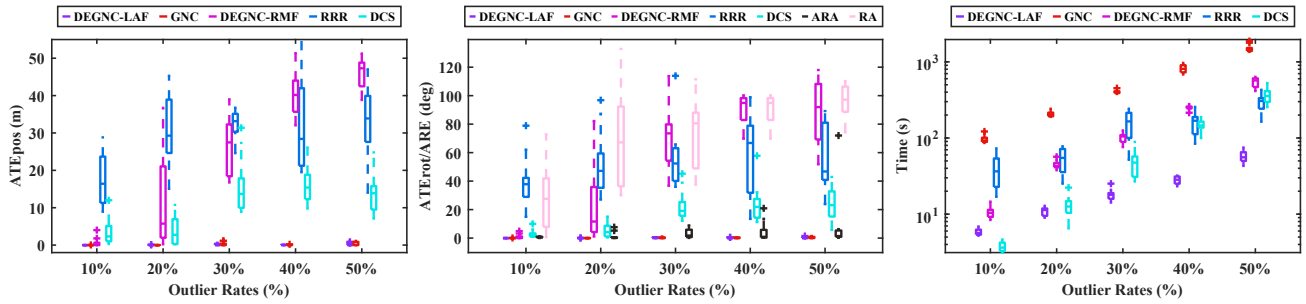 DEGNC-LAF GNC DEGNC-RMF RRR DCS
ATEpos (m)
50
40
30
20
10
0
10% 20% 30% 40% 50%
Outlier Rates (%)
DEGNC-LAF GNC DEGNC-RMF RRR DCS ARA RA
ATErot/ARE (deg)
140
120
100
80
60
40
20
0
10% 20% 30% 40% 50%
Outlier Rates (%)
DEGNC-LAF GNC DEGNC-RMF RRR DCS
Time (s)
10³
10²
10¹
10% 20% 30% 40% 50%
Outlier Rates (%)